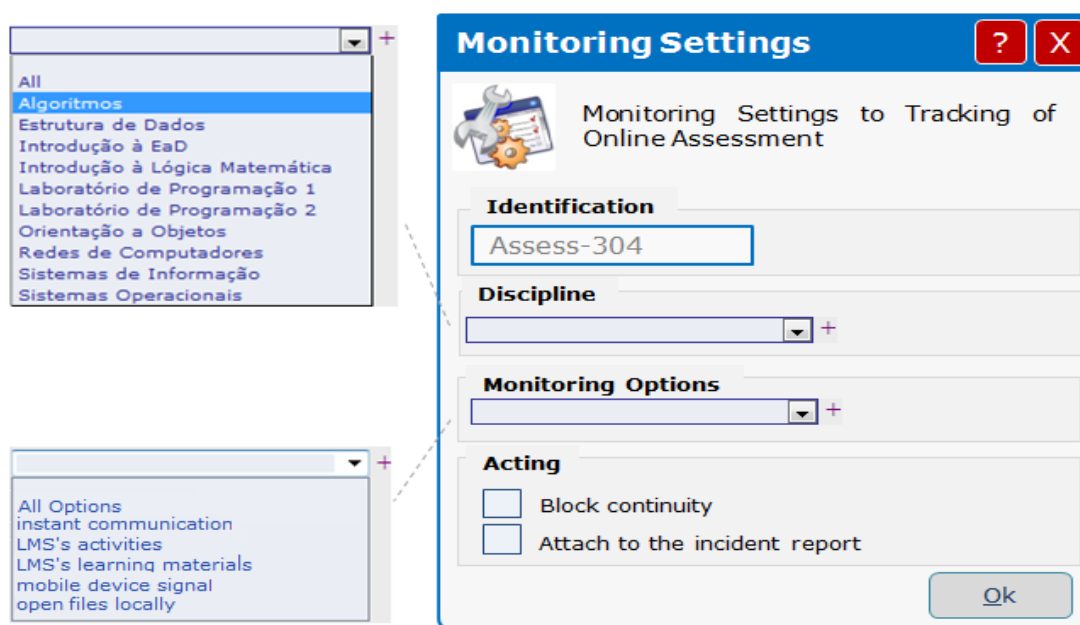 +
All
Algoritmos
Estrutura de Dados
Introdução à EaD
Introdução à Lógica Matemática
Laboratório de Programação 1
Laboratório de Programação 2
Orientação a Objetos
Redes de Computadores
Sistemas de Informação
Sistemas Operacionais
+
All Options
instant communication
LMS's activities
LMS's learning materials
mobile device signal
open files locally
Monitoring Settings
? X
Monitoring Settings to Tracking of
Online Assessment
Identification
Assess-304
Discipline
+
Monitoring Options
+
Acting
Block continuity
Attach to the incident report
Ok